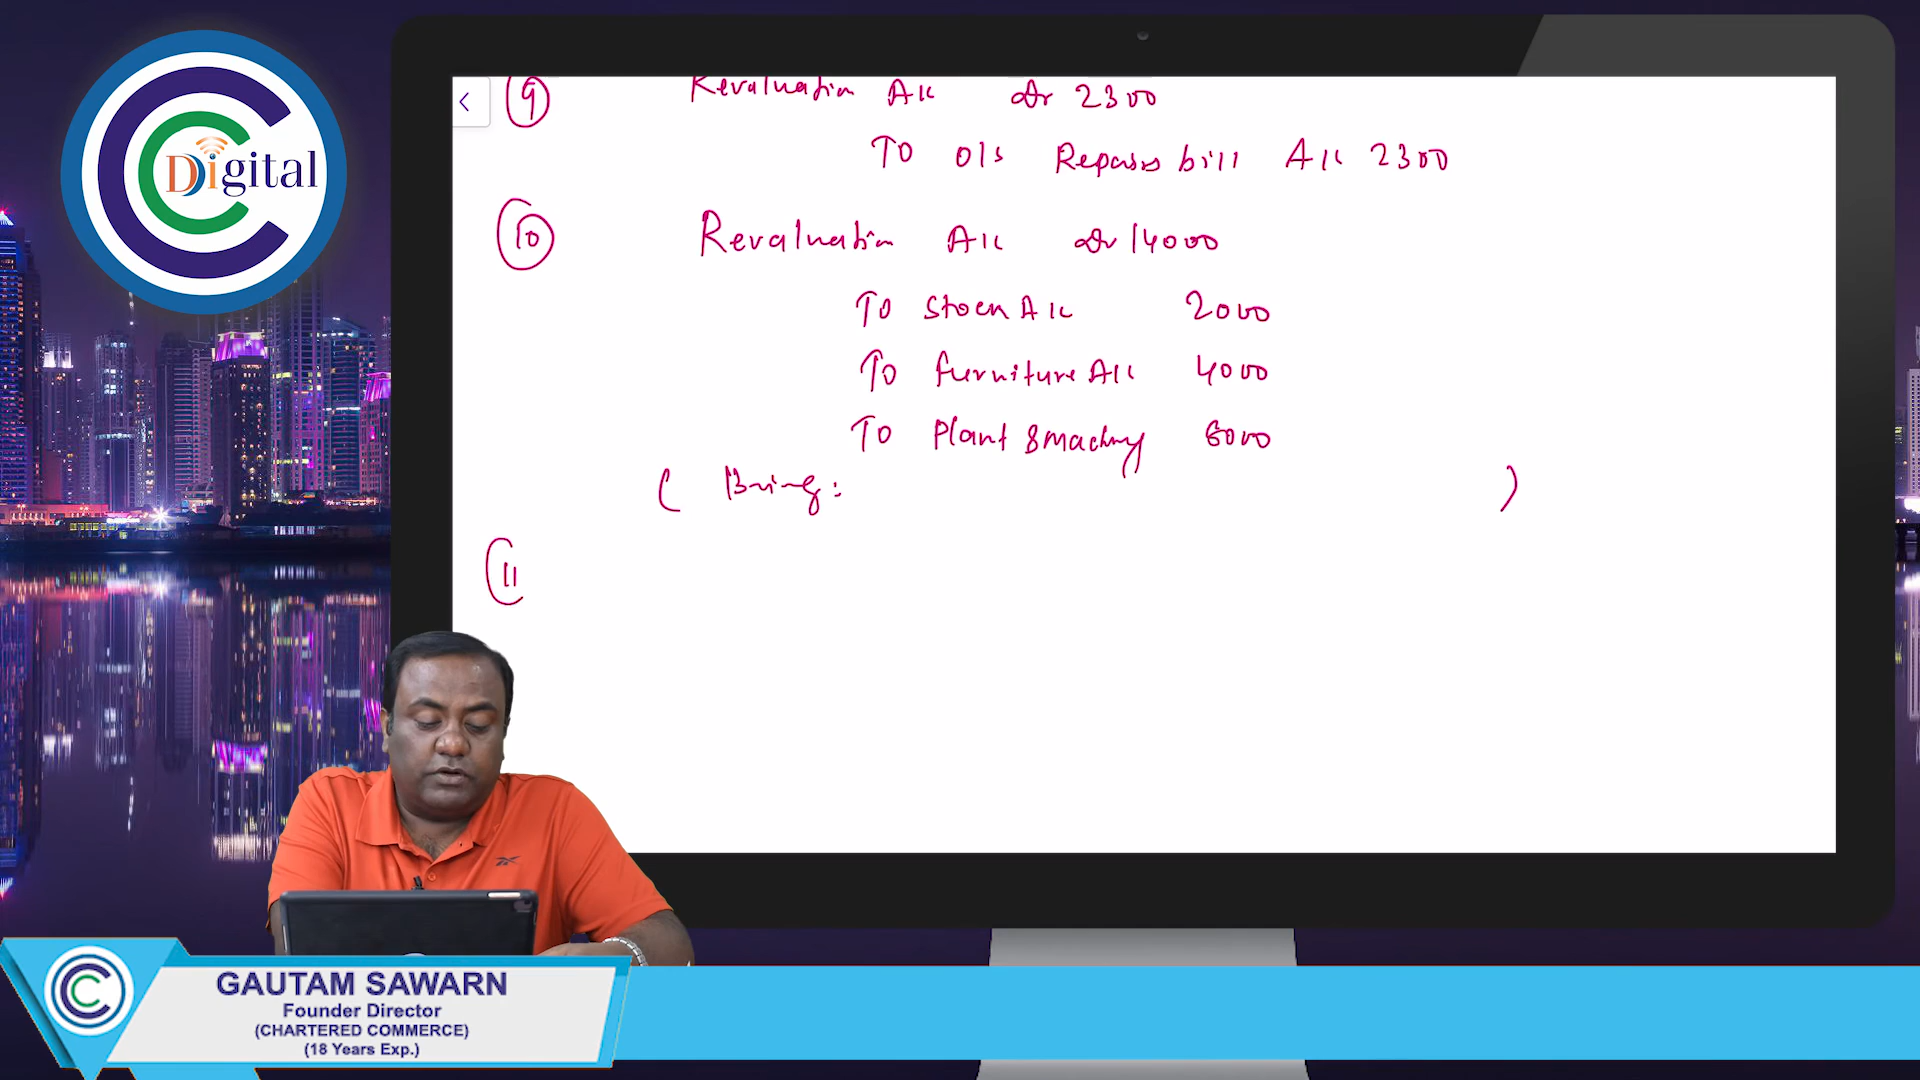 Digital
9 Revaluation A/c Dr 2300
To O/s Repairs bill A/c 2300
10 Revaluation A/c Dr 14000
To Stock A/c 2000
To furniture A/c 4000
To Plant & machny 8000
( Being: )
11
GAUTAM SAWARN
Founder Director
(CHARTERED COMMERCE)
(18 Years Exp.)